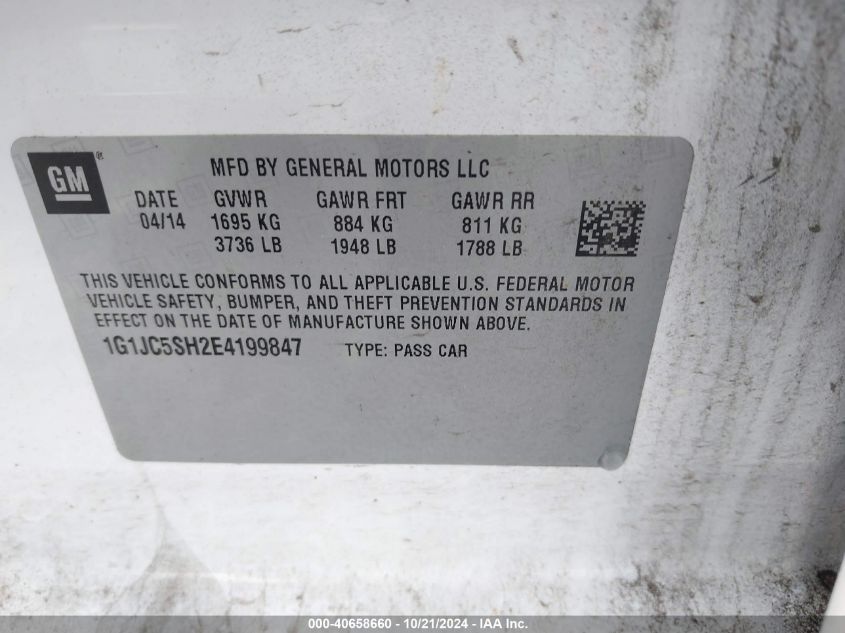 GM®
MFD BY GENERAL MOTORS LLC
DATE GVWR GAWR FRT GAWR RR
04/14 1695 KG 884 KG 811 KG
3736 LB 1948 LB 1788 LB
THIS VEHICLE CONFORMS TO ALL APPLICABLE U.S. FEDERAL MOTOR
VEHICLE SAFETY, BUMPER, AND THEFT PREVENTION STANDARDS IN
EFFECT ON THE DATE OF MANUFACTURE SHOWN ABOVE.
1G1JC5SH2E4199847 TYPE: PASS CAR
000-40658660 - 10/21/2024 - IAA Inc.